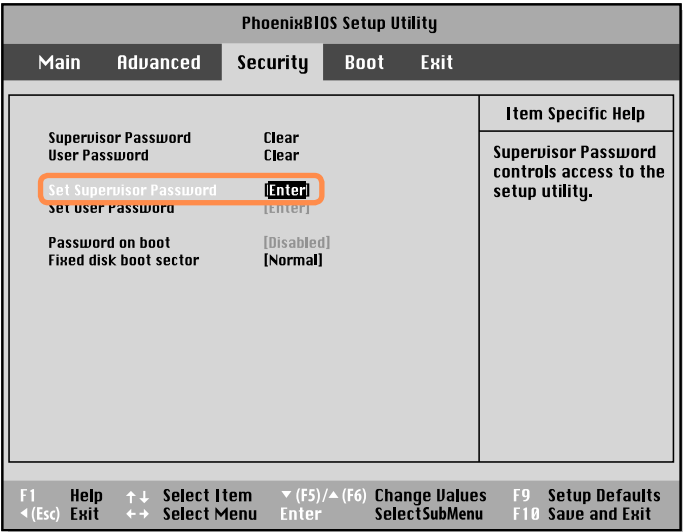 PhoenixBIOS Setup Utility
Main Advanced Security Boot Exit
Item Specific Help
Supervisor Password Clear
User Password Clear
Supervisor Password
controls access to the
setup utility.
Set Supervisor Password [Enter]
Set User Password [Enter]
Password on boot [Disabled]
Fixed disk boot sector [Normal]
F1 Help ↑↓ Select Item ▼(F5)/▲(F6) Change Values F9 Setup Defaults
◄(Esc) Exit ←→ Select Menu Enter SelectSubMenu F10 Save and Exit